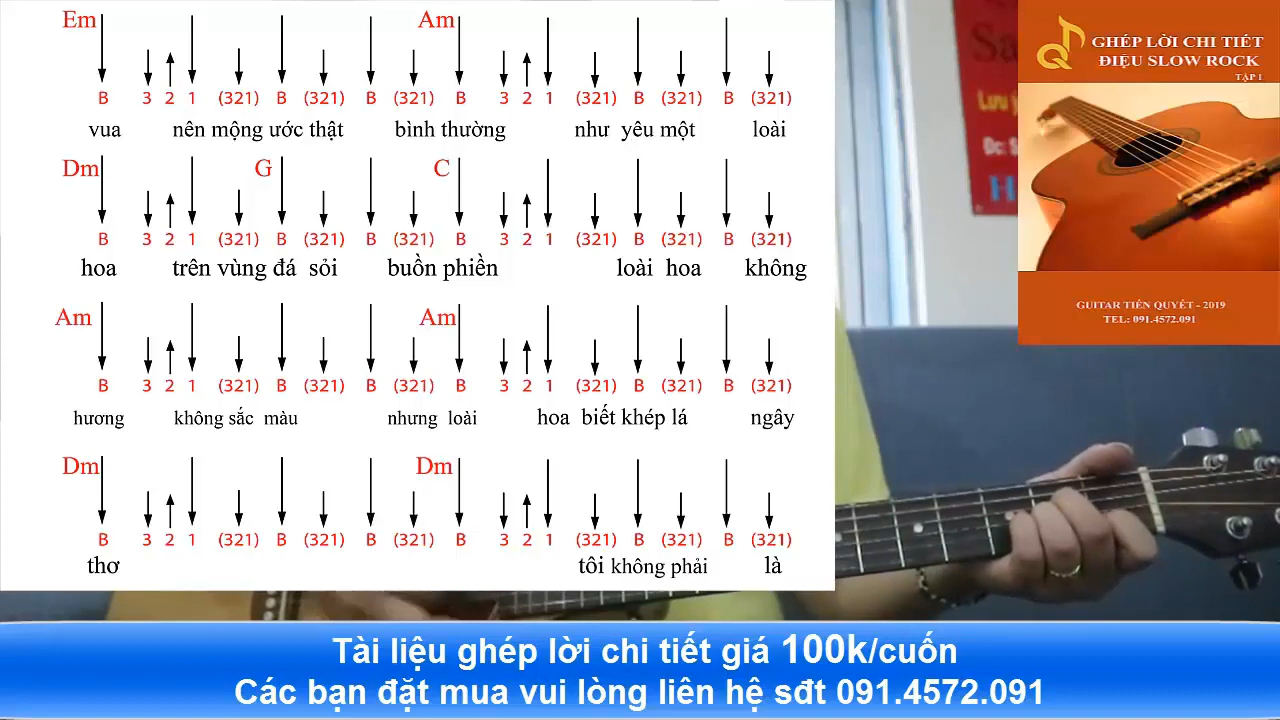 Em Am
B 3 2 1 (321) B (321) B (321) B 3 2 1 (321) B (321) B (321)
vua nên mộng ước thật bình thường như yêu một loài
Dm G C
B 3 2 1 (321) B (321) B (321) B 3 2 1 (321) B (321) B (321)
hoa trên vùng đá sỏi buồn phiền loài hoa không
Am Am
B 3 2 1 (321) B (321) B (321) B 3 2 1 (321) B (321) B (321)
hương không sắc màu nhưng loài hoa biết khép lá ngây
Dm Dm
B 3 2 1 (321) B (321) B (321) B 3 2 1 (321) B (321) B (321)
thơ tôi không phải là
Sa
Lưu ý
Đc: S
H
GHÉP LỜI CHI TIẾT
ĐIỆU SLOW ROCK
TẬP 1
GUITAR TIẾN QUYẾT - 2019
TEL: 091.4572.091
Tài liệu ghép lời chi tiết giá 100k/cuốn
Các bạn đặt mua vui lòng liên hệ sđt 091.4572.091